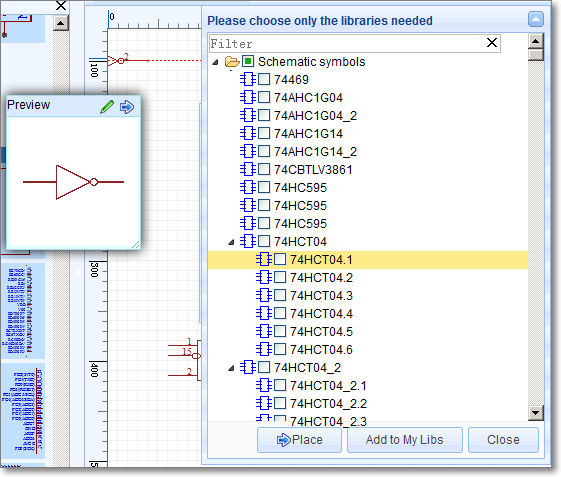 Please choose only the libraries needed
Filter
Schematic symbols
74469
74AHC1G04
74AHC1G04_2
74AHC1G14
74AHC1G14_2
74CBTLV3861
74HC595
74HC595
74HC595
74HCT04
74HCT04.1
74HCT04.2
74HCT04.3
74HCT04.4
74HCT04.5
74HCT04.6
74HCT04_2
74HCT04_2.1
74HCT04_2.2
74HCT04_2.3
Place
Add to My Libs
Close
Preview
0
100
2
300
400
1
15
2